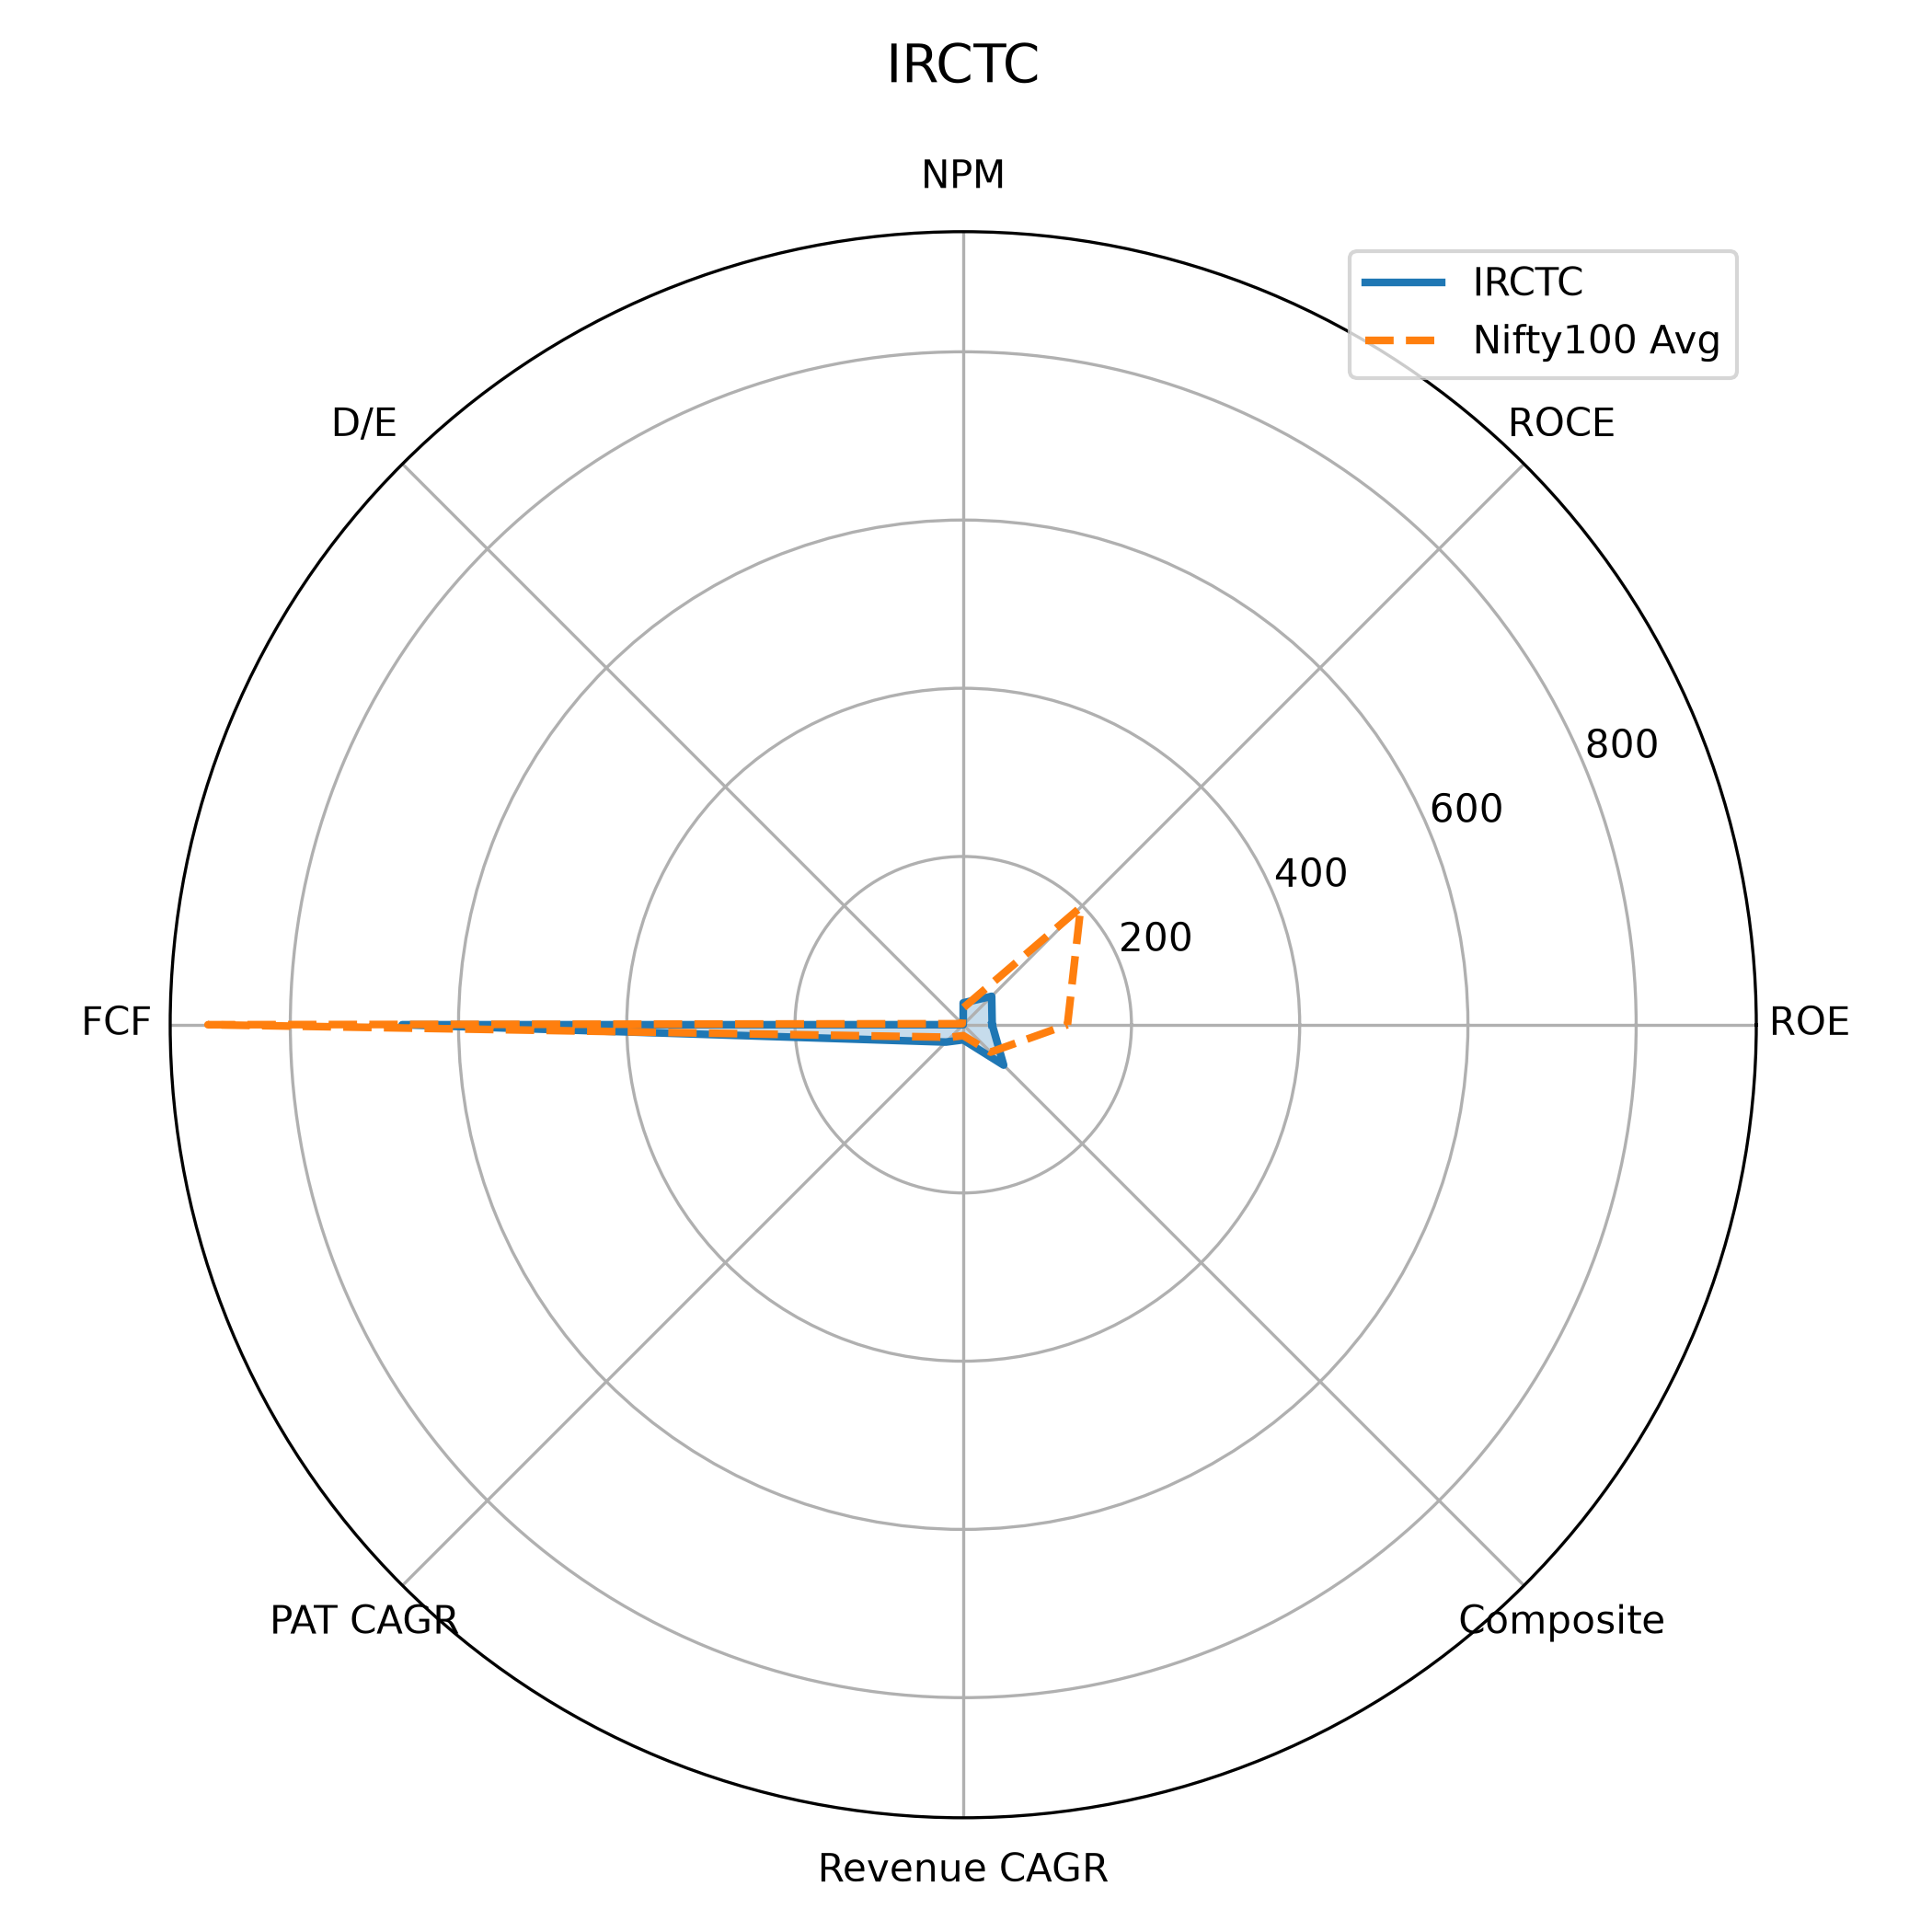 IRCTC
NPM
IRCTC
Nifty100 Avg
D/E
ROCE
800
600
400
200
FCF
ROE
PAT CAGR
Composite
Revenue CAGR